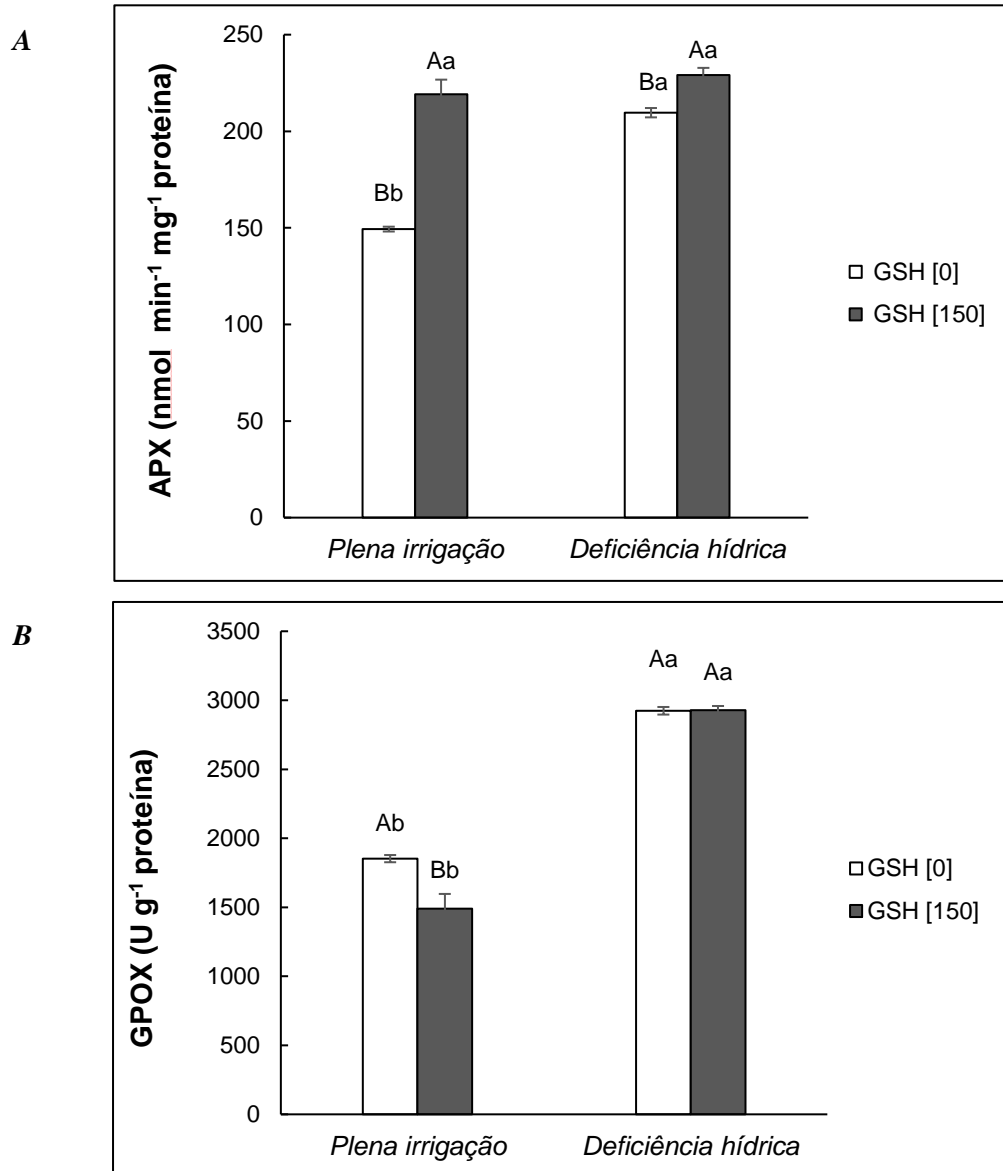 A
APX (nmol min-1 mg-1 proteína)
250
200
150
100
50
0
Bb
Aa
Ba
Aa
Plena irrigação
Deficiência hídrica
GSH [0]
GSH [150]
B
GPOX (U g-1 proteína)
3500
3000
2500
2000
1500
1000
500
0
Ab
Bb
Aa
Aa
Plena irrigação
Deficiência hídrica
GSH [0]
GSH [150]